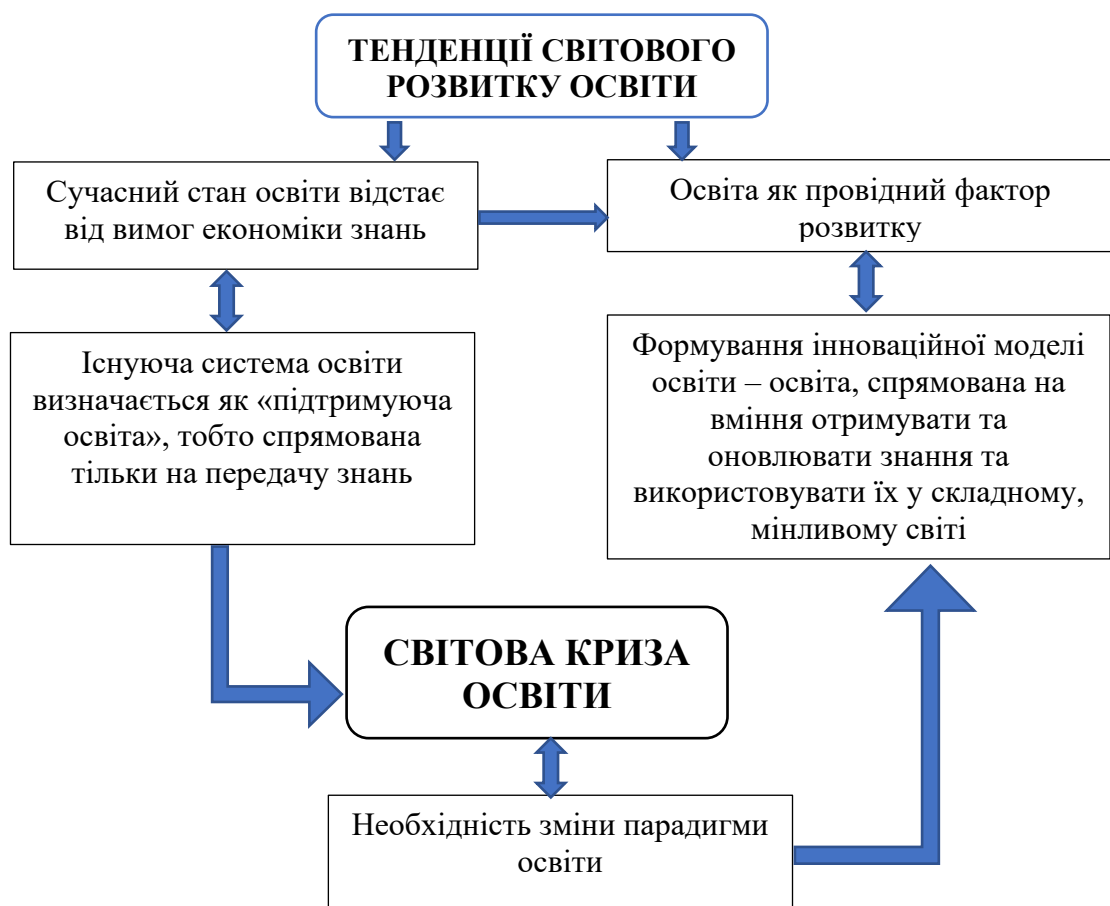 ТЕНДЕНЦІЇ СВІТОВОГО
РОЗВИТКУ ОСВІТИ
Сучасний стан освіти відстає
від вимог економіки знань
Освіта як провідний фактор
розвитку
Існуюча система освіти
визначається як «підтримуюча
освіта», тобто спрямована
тільки на передачу знань
Формування інноваційної моделі
освіти – освіта, спрямована на
вміння отримувати та
оновлювати знання та
використовувати їх у складному,
мінливому світі
СВІТОВА КРИЗА
ОСВІТИ
Необхідність зміни парадигми
освіти